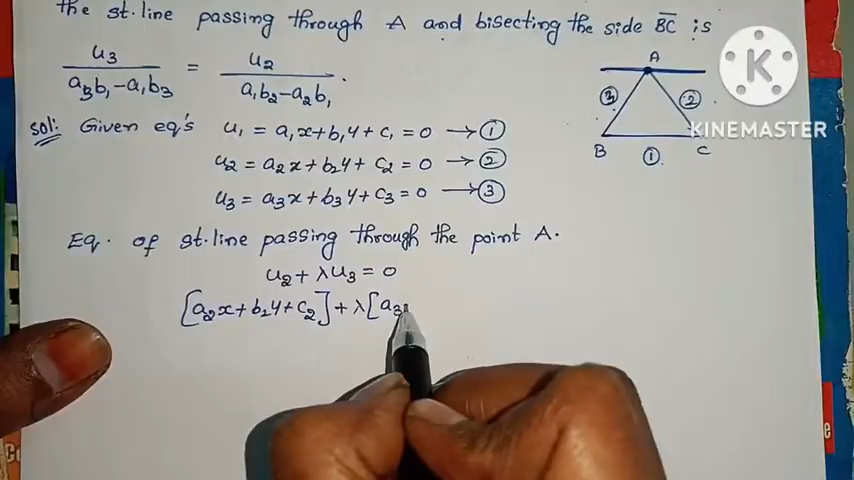 the st.line passing through A and bisecting the side BC is
u3 / a3b1-a1b3 = u2 / a1b2-a2b1.
sol: Given eq's u1 = a1x+b1y+c1 = 0 → ①
u2 = a2x+b2y+c2 = 0 → ②
u3 = a3x+b3y+c3 = 0 → ③
Eq. of st.line passing through the point A.
u2 + λu3 = 0
[a2x+b2y+c2] + λ[a3
A
③ ②
B ① C
K
KINEMASTER